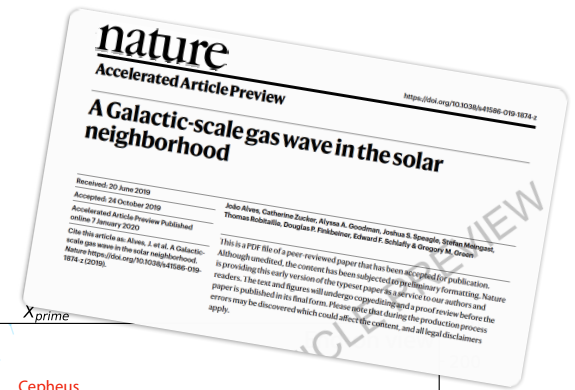 nature
Accelerated Article Preview
https://doi.org/10.1038/s41586-019-1874-z
A Galactic-scale gas wave in the solar
neighborhood
Received: 20 June 2019
Accepted: 24 October 2019
Accelerated Article Preview Published
online 7 January 2020
Cite this article as: Alves, J. et al. A Galactic-
scale gas wave in the solar neighborhood.
Nature https://doi.org/10.1038/s41586-019-
1874-z (2019).
João Alves, Catherine Zucker, Alyssa A. Goodman, Joshua S. Speagle, Stefan Meingast,
Thomas Robitaille, Douglas P. Finkbeiner, Edward F. Schlafly & Gregory M. Green
This is a PDF file of a peer-reviewed paper that has been accepted for publication.
Although unedited, the content has been subjected to preliminary formatting. Nature
is providing this early version of the typeset paper as a service to our authors and
readers. The text and figures will undergo copyediting and a proof review before the
paper is published in its final form. Please note that during the production process
errors may be discovered which could affect the content, and all legal disclaimers
apply.
CLE PREVIEW
Xprime
Cepheus